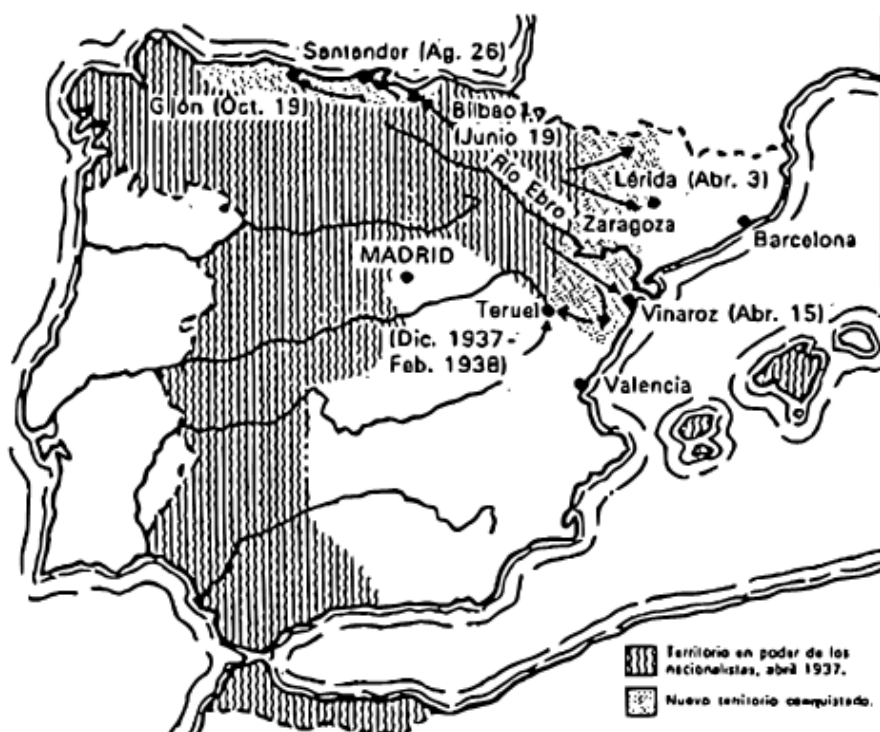 Santander (Ag. 26)
Gijón (Oct. 19)
Bilbao
(Junio 19)
Río Ebro
Lérida (Abr. 3)
Zaragoza
Barcelona
MADRID
Teruel
Vinaroz (Abr. 15)
(Dic. 1937-
Feb. 1938)
Valencia
Territorio en poder de los
nacionalistas, abril 1937.
Nuevo territorio conquistado.